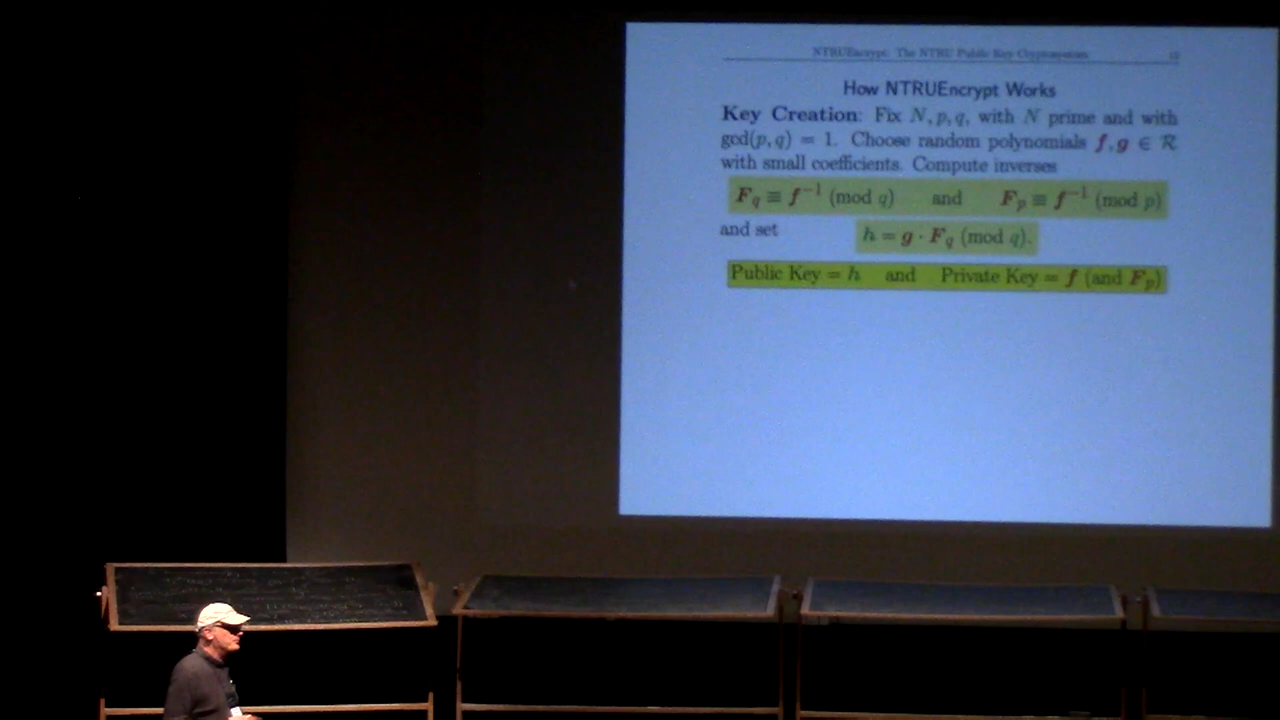 NTRUEncrypt: The NTRU Public Key Cryptosystem
How NTRUEncrypt Works
Key Creation: Fix N, p, q, with N prime and with
gcd(p, q) = 1. Choose random polynomials f, g ∈ R
with small coefficients. Compute inverses
F_q ≡ f⁻¹ (mod q) and F_p ≡ f⁻¹ (mod p)
and set h = g · F_q (mod q).
Public Key = h and Private Key = f (and F_p)